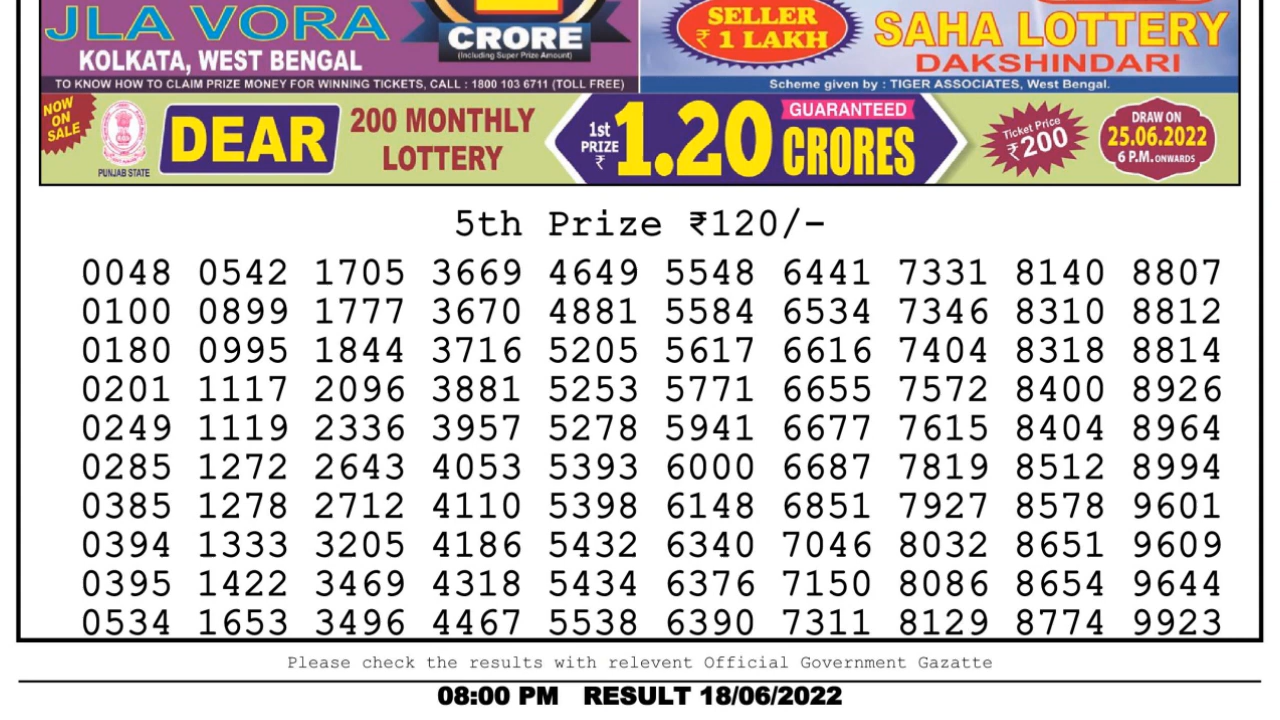 JLA VORA
KOLKATA, WEST BENGAL
CRORE
(Including Super Prize Amount)
SELLER
₹ 1 LAKH
SAHA LOTTERY
DAKSHINDARI
TO KNOW HOW TO CLAIM PRIZE MONEY FOR WINNING TICKETS, CALL : 1800 103 6711 (TOLL FREE)
Scheme given by : TIGER ASSOCIATES, West Bengal.
NOW
ON
SALE
PUNJAB STATE
DEAR
200 MONTHLY
LOTTERY
1st
PRIZE
₹
1.20
GUARANTEED
CRORES
Ticket Price
₹200
DRAW ON
25.06.2022
6 P.M. ONWARDS
5th Prize ₹120/-
0048 0542 1705 3669 4649 5548 6441 7331 8140 8807
0100 0899 1777 3670 4881 5584 6534 7346 8310 8812
0180 0995 1844 3716 5205 5617 6616 7404 8318 8814
0201 1117 2096 3881 5253 5771 6655 7572 8400 8926
0249 1119 2336 3957 5278 5941 6677 7615 8404 8964
0285 1272 2643 4053 5393 6000 6687 7819 8512 8994
0385 1278 2712 4110 5398 6148 6851 7927 8578 9601
0394 1333 3205 4186 5432 6340 7046 8032 8651 9609
0395 1422 3469 4318 5434 6376 7150 8086 8654 9644
0534 1653 3496 4467 5538 6390 7311 8129 8774 9923
Please check the results with relevent Official Government Gazatte
08:00 PM RESULT 18/06/2022